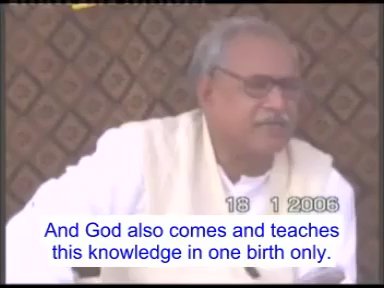 18 1 2006
And God also comes and teaches
this knowledge in one birth only.